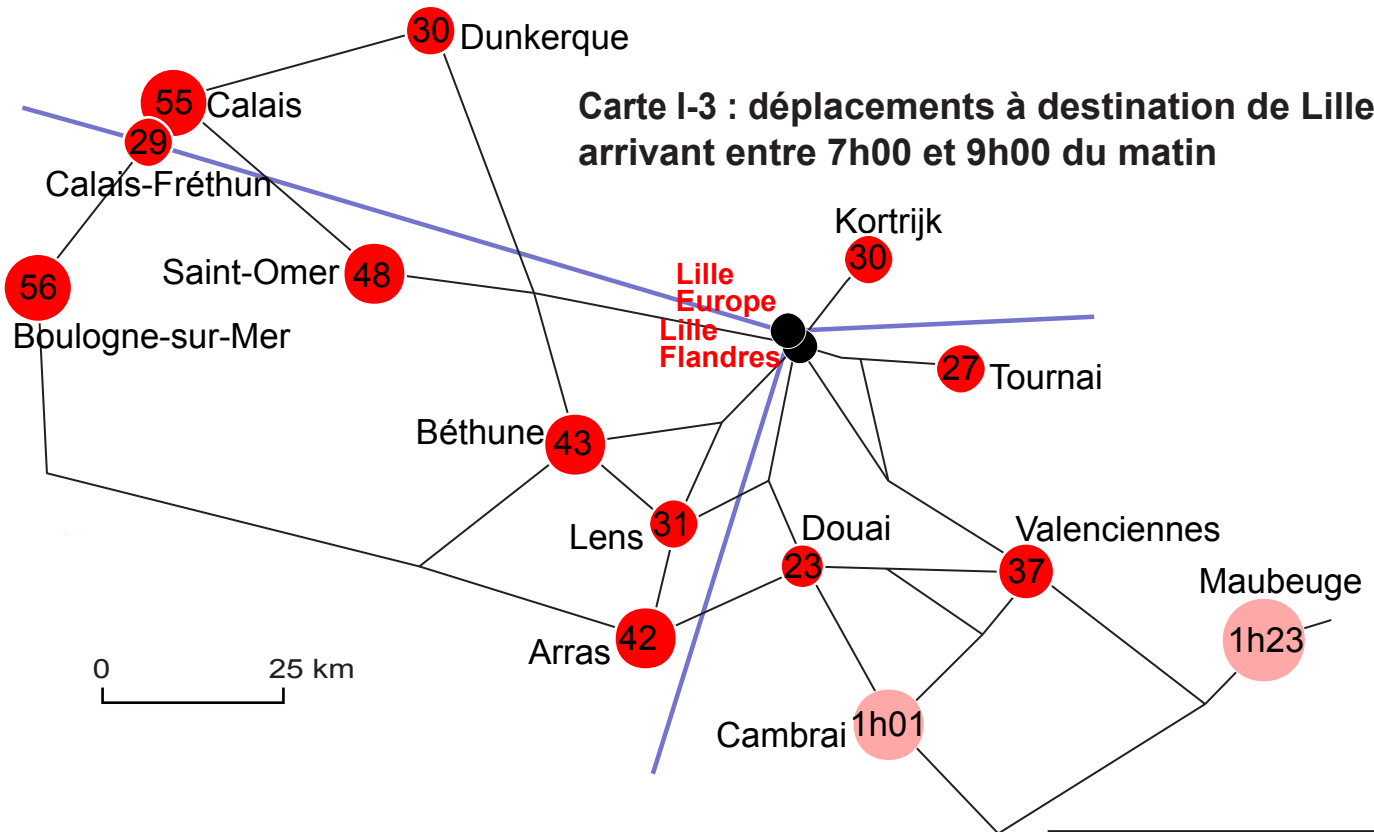 30 Dunkerque
Carte I-3 : déplacements à destination de Lille
arrivant entre 7h00 et 9h00 du matin
55 Calais
29
Calais-Fréthun
Kortrijk
30
Saint-Omer 48
56
Boulogne-sur-Mer
Lille
Europe
Lille
Flandres
27 Tournai
Béthune 43
Lens 31
Douai
23
Valenciennes
37
Maubeuge
1h23
Arras 42
0 25 km
Cambrai 1h01